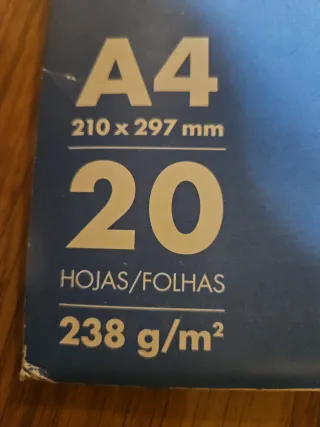 A4
210 x 297 mm
20
HOJAS/FOLHAS
238 g/m²